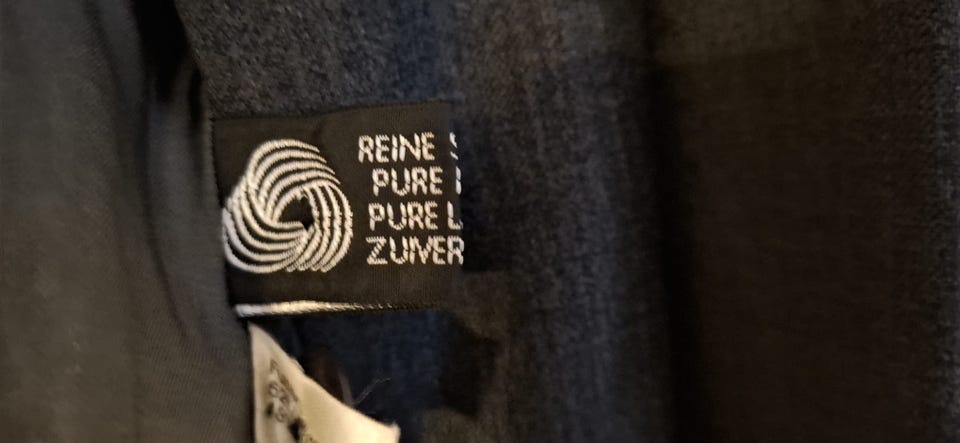 REINE
PURE
PURE L
ZUIVER